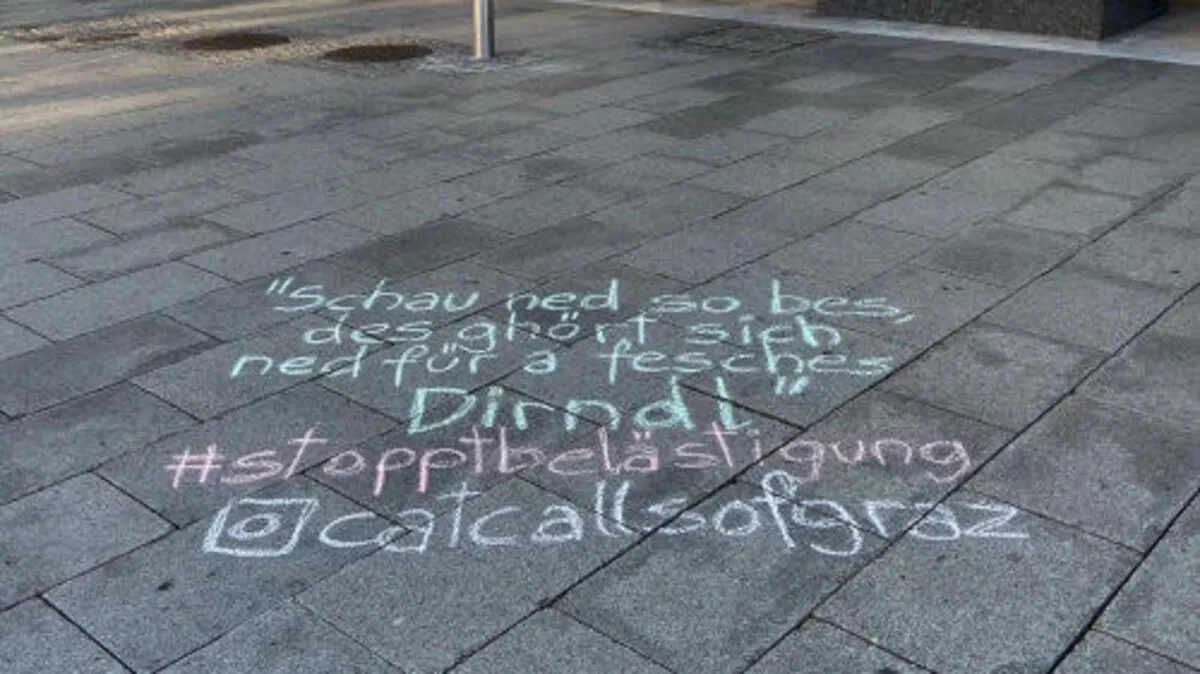 "Schau ned so bes,
des ghört sich
ned für a fesches
Dirndl"
#stopptbelästigung
catcallsofgraz